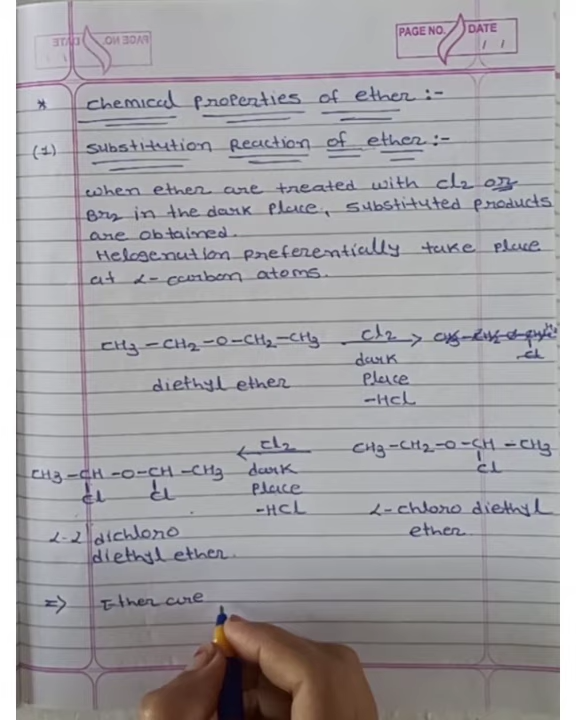 PAGE NO. DATE
/ /
* Chemical Properties of ether :-
(1) Substitution Reaction of ether :-
when ether are treated with cl2 or
Br2 in the dark place, substituted products
are obtained.
Helogenution preferentially take place
at α-carbon atoms.
CH3-CH2-O-CH2-CH3 Cl2 >
diethyl ether dark
place
-HCl
CH3-CH-O-CH-CH3 Cl2 CH3-CH2-O-CH-CH3
Cl Cl dark Cl
place
-HCl α-chloro diethyl
α-α' dichloro ether
diethyl ether.
=> Ether are